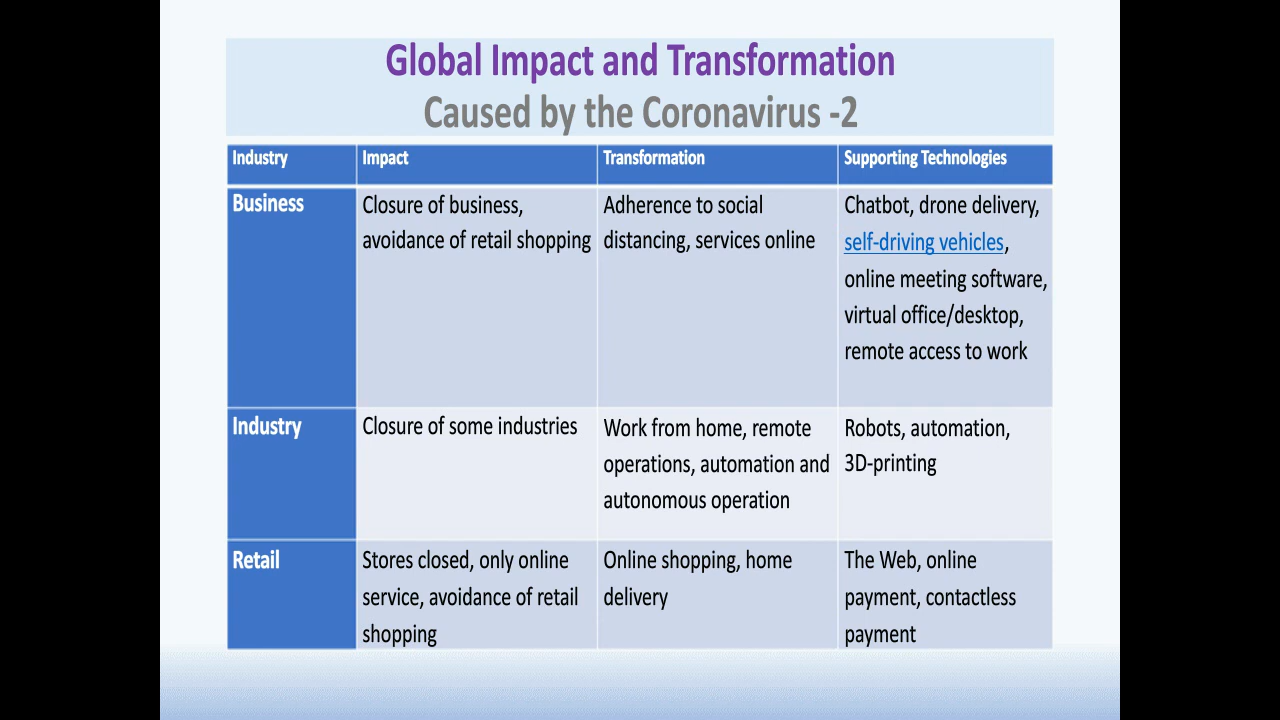 Global Impact and Transformation
Caused by the Coronavirus -2
Industry
Impact
Transformation
Supporting Technologies
Business
Closure of business,
avoidance of retail shopping
Adherence to social
distancing, services online
Chatbot, drone delivery,
self-driving vehicles,
online meeting software,
virtual office/desktop,
remote access to work
Industry
Closure of some industries
Work from home, remote
operations, automation and
autonomous operation
Robots, automation,
3D-printing
Retail
Stores closed, only online
service, avoidance of retail
shopping
Online shopping, home
delivery
The Web, online
payment, contactless
payment